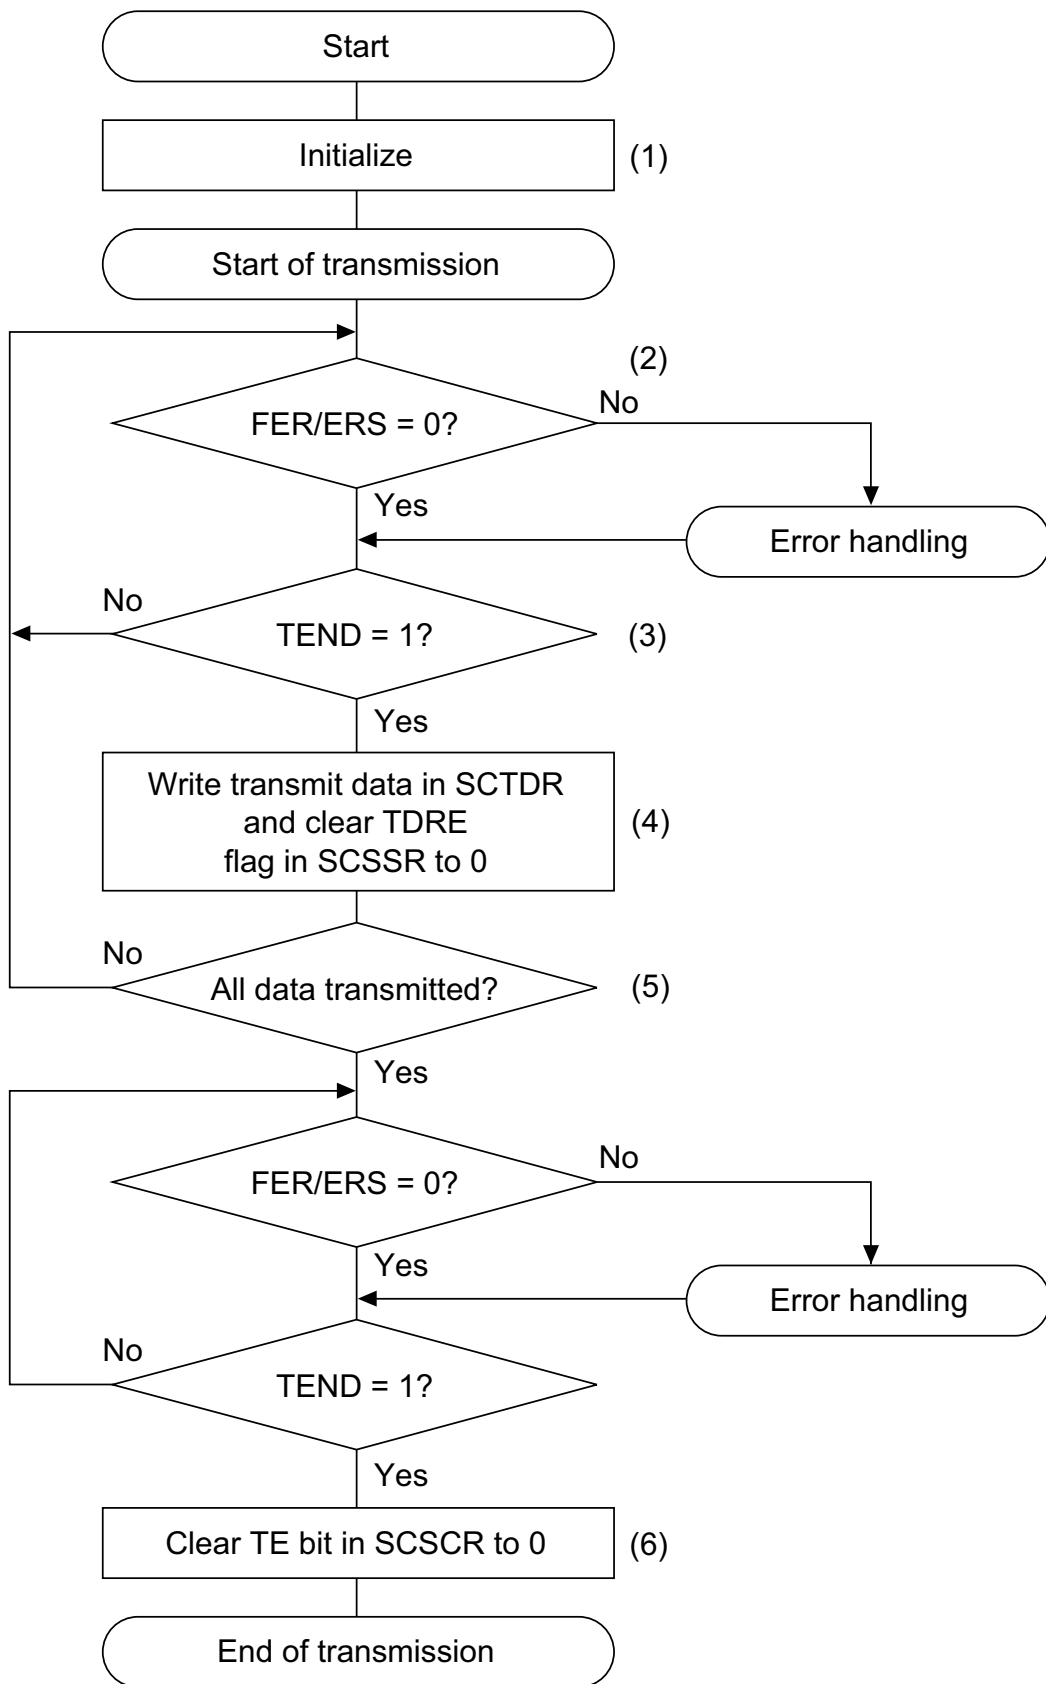 Start
Initialize
(1)
Start of transmission
(2)
FER/ERS = 0?
No
Yes
Error handling
No
TEND = 1?
(3)
Yes
Write transmit data in SCTDR
and clear TDRE
flag in SCSSR to 0
(4)
No
All data transmitted?
(5)
Yes
FER/ERS = 0?
No
Yes
Error handling
No
TEND = 1?
Yes
Clear TE bit in SCSCR to 0
(6)
End of transmission